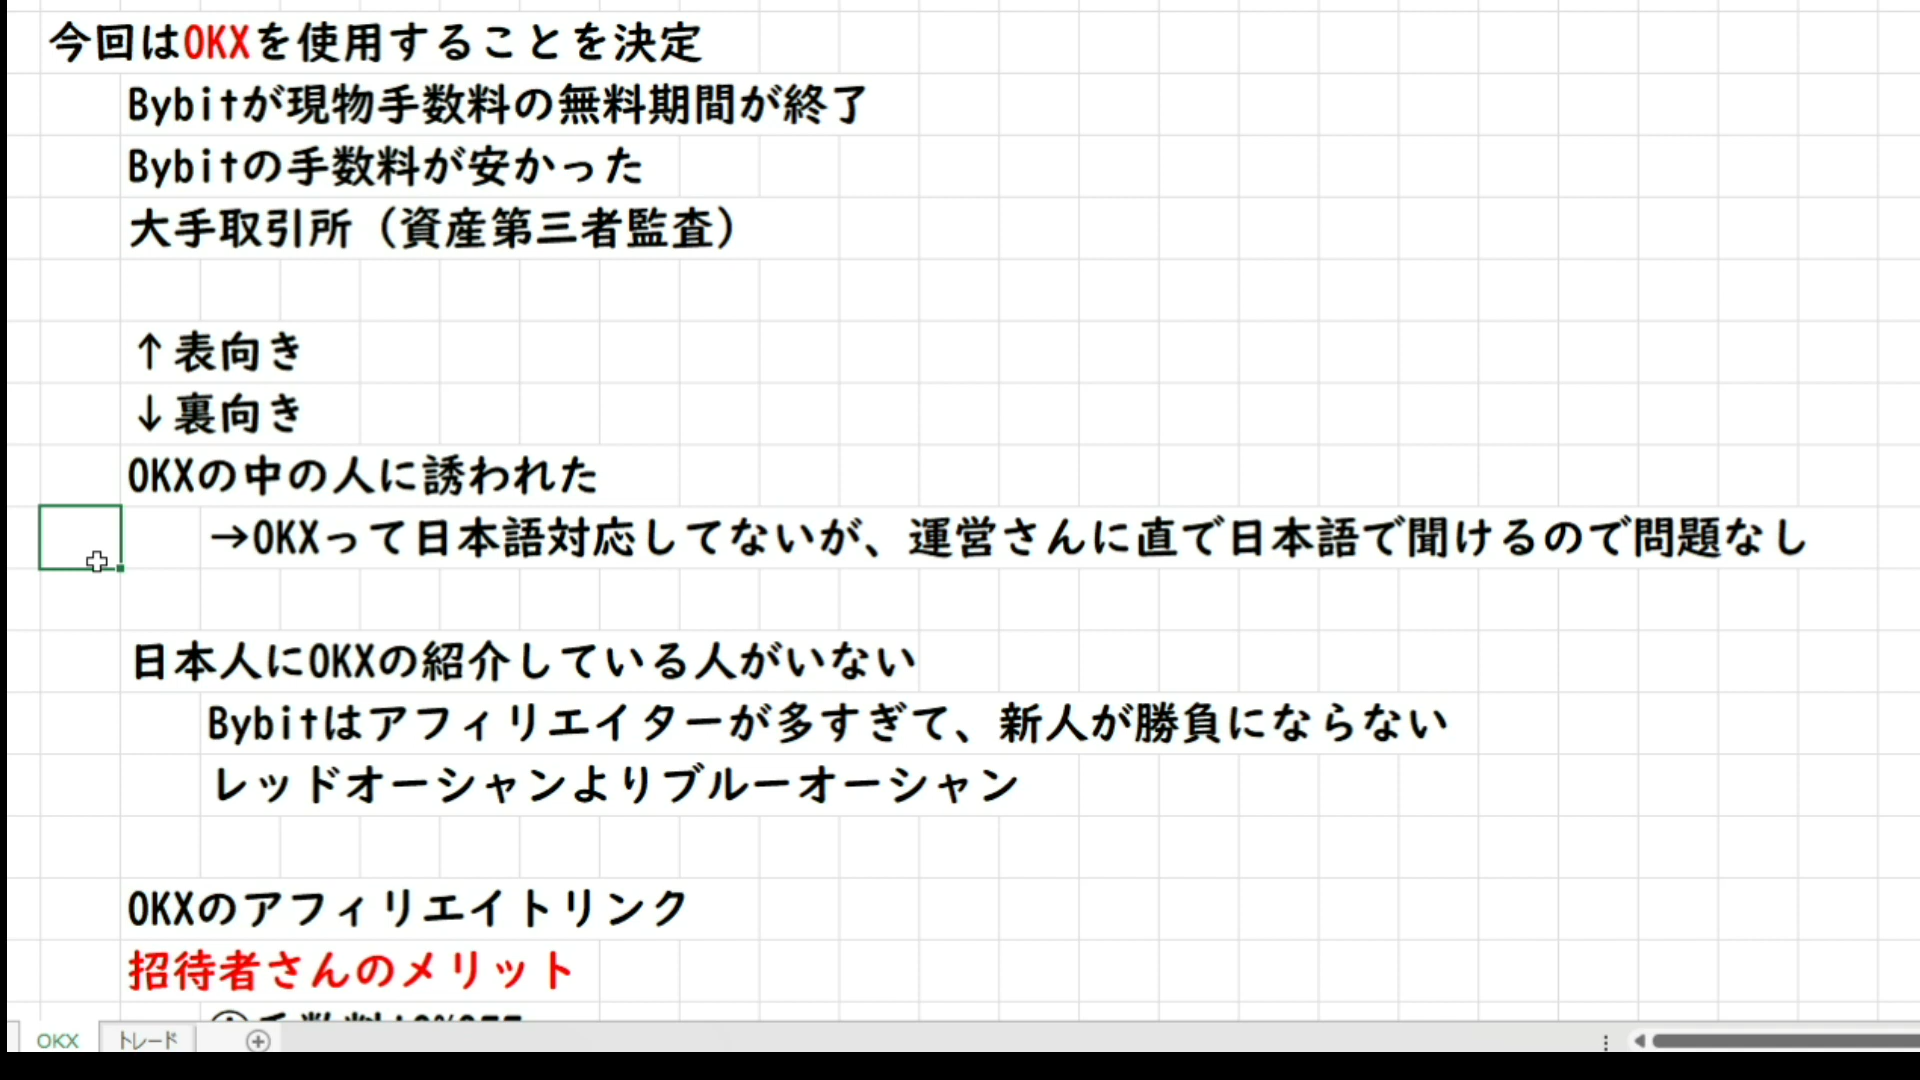 今回はOKXを使用することを決定
Bybitが現物手数料の無料期間が終了
Bybitの手数料が安かった
大手取引所（資産第三者監査）
↑表向き
↓裏向き
OKXの中の人に誘われた
→OKXって日本語対応してないが、運営さんに直で日本語で聞けるので問題なし
日本人にOKXの紹介している人がいない
Bybitはアフィリエイターが多すぎて、新人が勝負にならない
レッドオーシャンよりブルーオーシャン
OKXのアフィリエイトリンク
招待者さんのメリット
OKX トレード